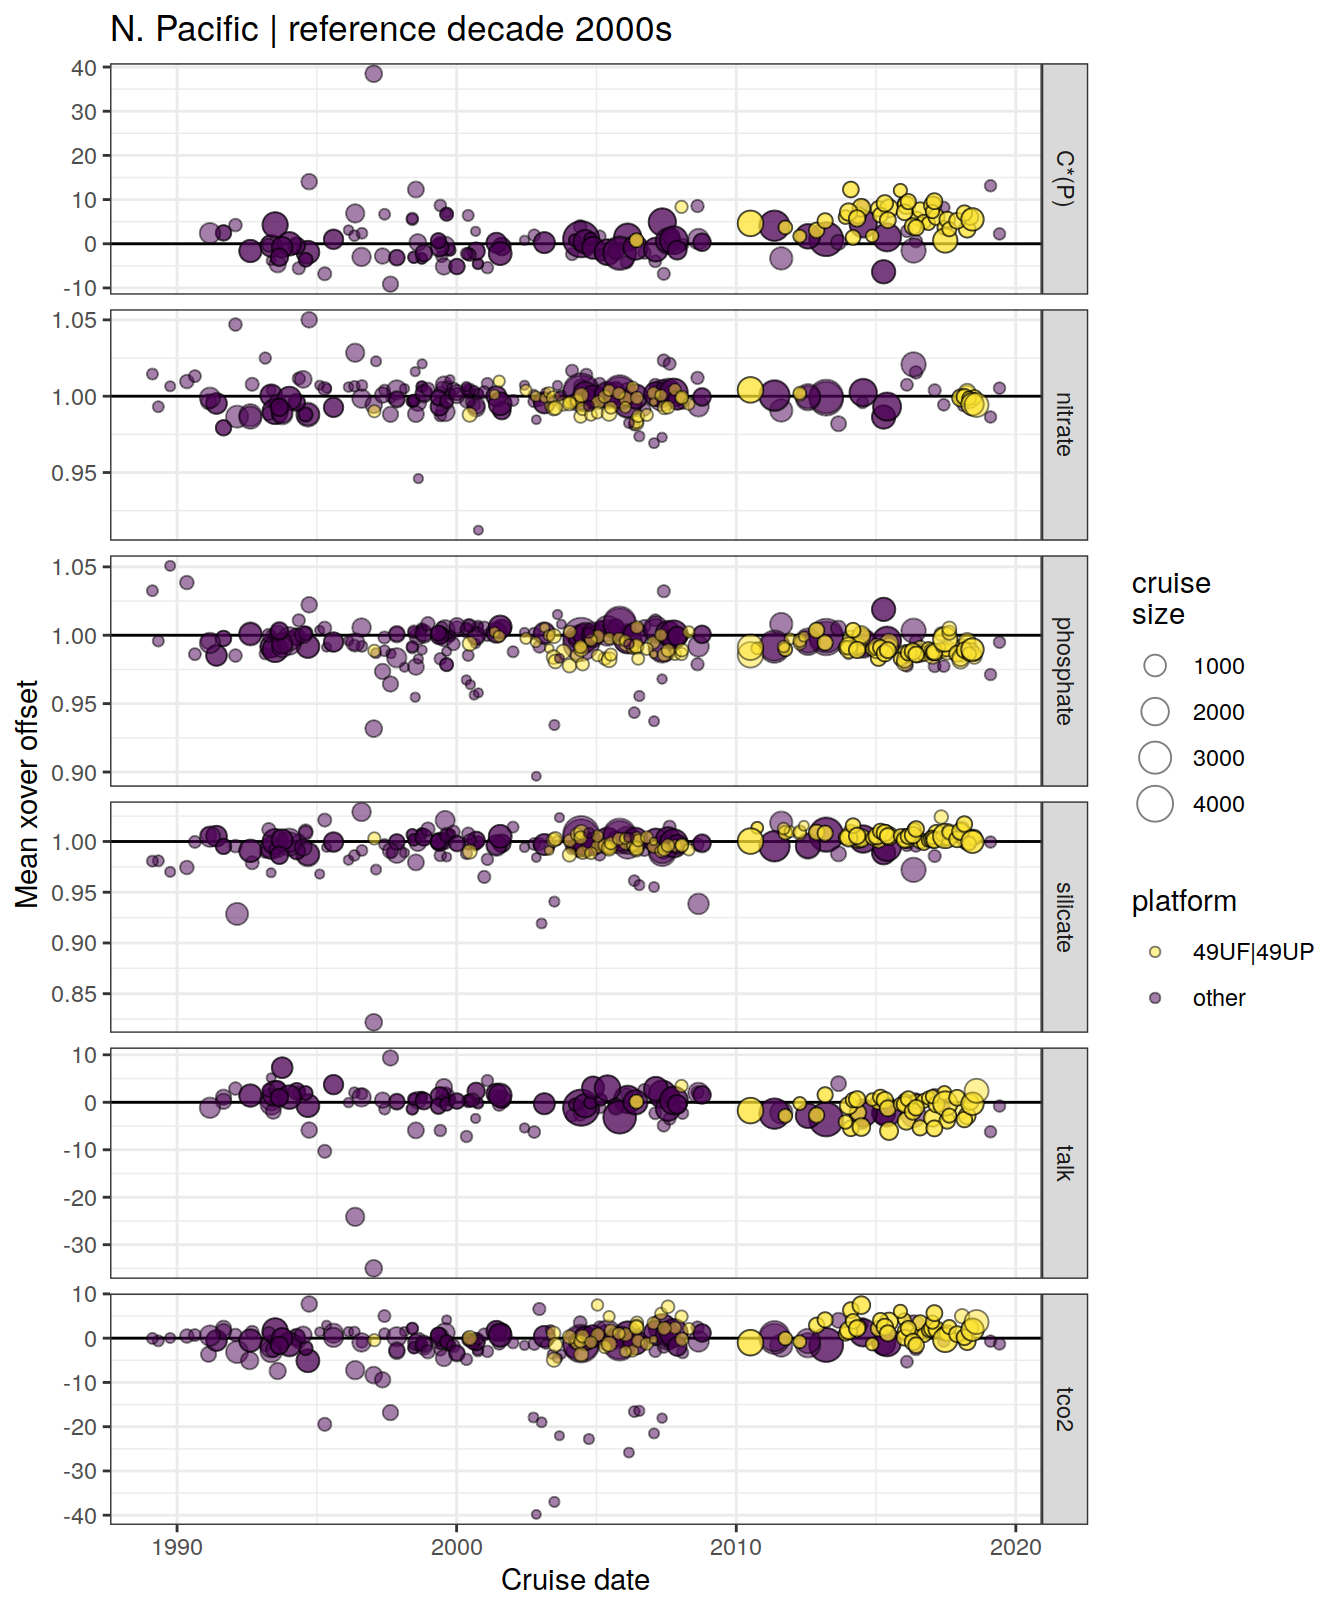 N. Pacific | reference decade 2000s
40
30
20
10
0
-10
C*(P)
1.05
1.00
0.95
nitrate
1.05
1.00
0.95
0.90
phosphate
1.00
0.95
0.90
0.85
silicate
10
0
-10
-20
-30
talk
10
0
-10
-20
-30
-40
tco2
1990
2000
2010
2020
Cruise date
Mean xover offset
cruise
size
1000
2000
3000
4000
platform
49UF|49UP
other